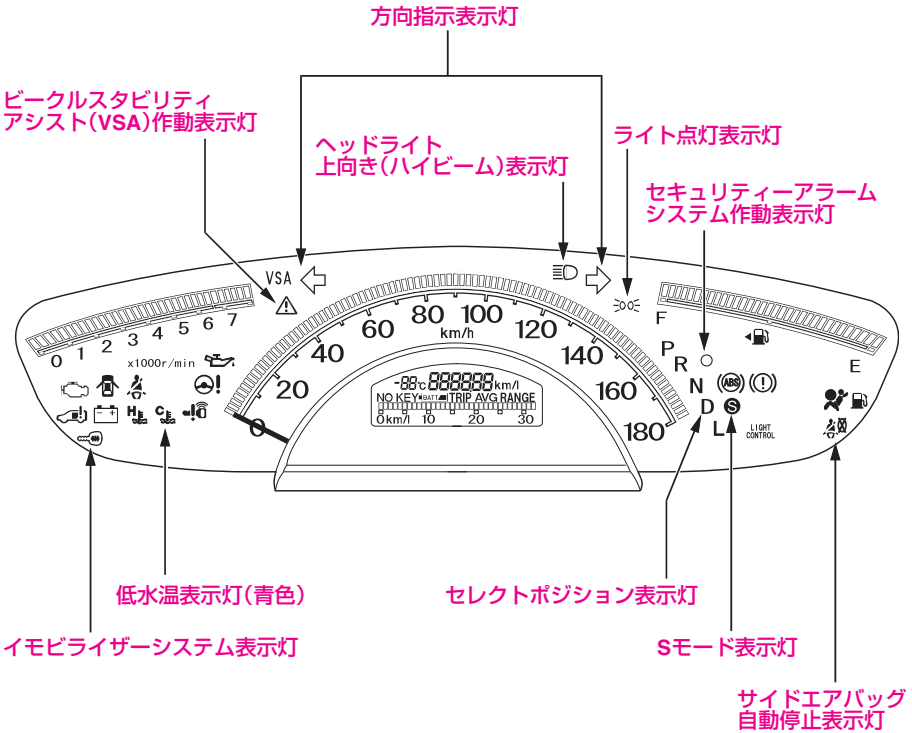 方向指示表示灯
ビークルスタビリティ
アシスト(VSA)作動表示灯
ヘッドライト
上向き(ハイビーム)表示灯
ライト点灯表示灯
セキュリティーアラーム
システム作動表示灯
VSA
0 1 2 3 4 5 6 7
x1000r/min
0 20 40 60 80 100 120 140 160 180
km/h
-88℃ 888888 km/l
NO KEY BATT TRIP AVG RANGE
0km/l 10 20 30
F
E
P
R
N
D
L
ABS
S
LIGHT
CONTROL
H
C
低水温表示灯(青色)
セレクトポジション表示灯
イモビライザーシステム表示灯
Sモード表示灯
サイドエアバッグ
自動停止表示灯